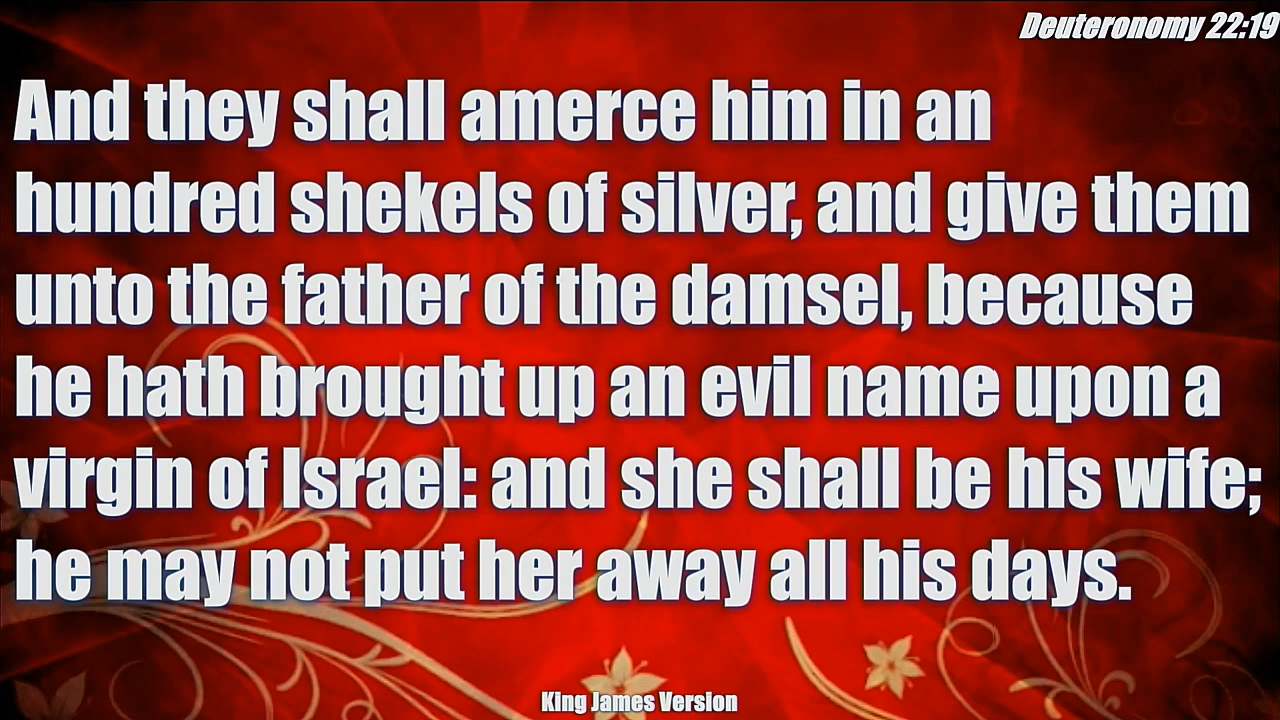 Deuteronomy 22:19
And they shall amerce him in an
hundred shekels of silver, and give them
unto the father of the damsel, because
he hath brought up an evil name upon a
virgin of Israel: and she shall be his wife;
he may not put her away all his days.
King James Version